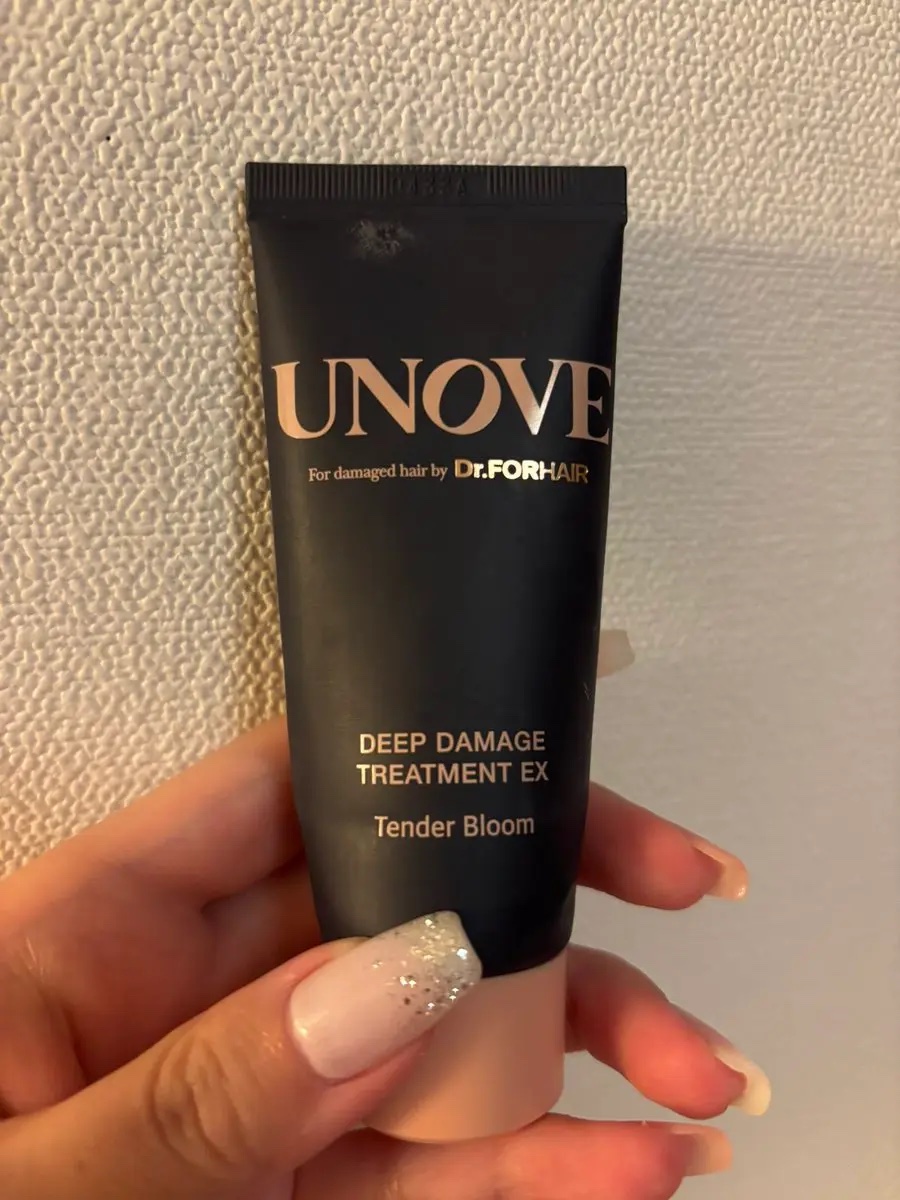 UNOVE
For damaged hair by Dr.FORHAIR
DEEP DAMAGE
TREATMENT EX
Tender Bloom